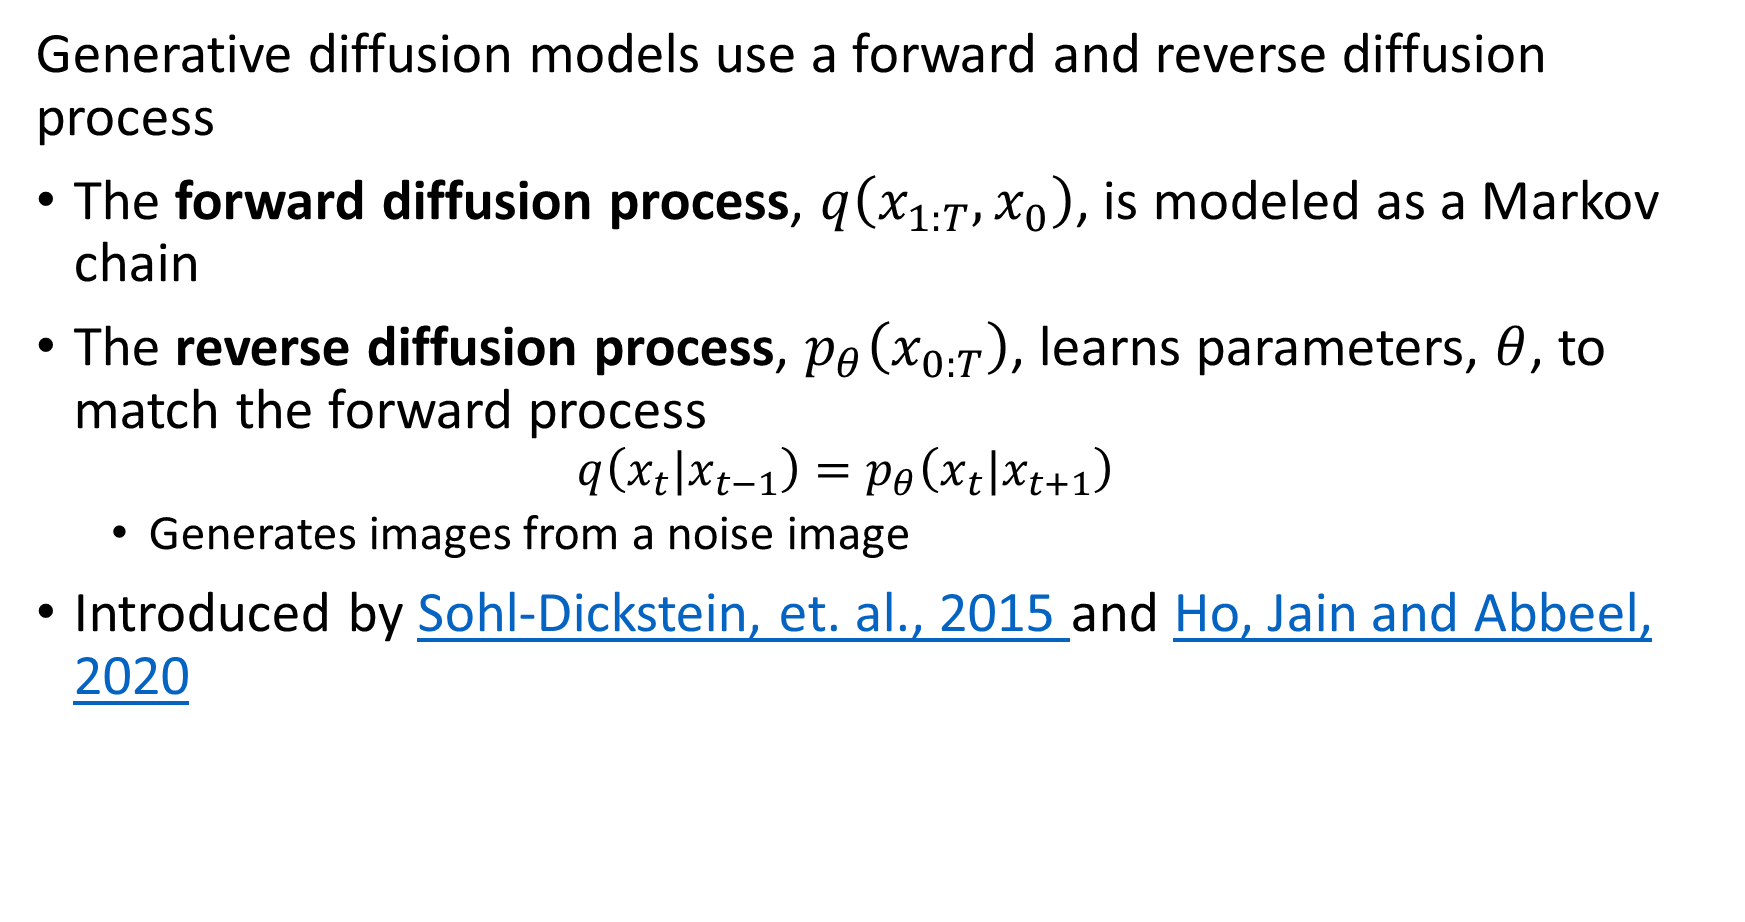 Generative diffusion models use a forward and reverse diffusion
process
• The forward diffusion process, q(x₁:T, x₀), is modeled as a Markov
chain
• The reverse diffusion process, pθ(x₀:T), learns parameters, θ, to
match the forward process
q(xₜ|xₜ₋₁) = pθ(xₜ|xₜ₊₁)
• Generates images from a noise image
• Introduced by Sohl-Dickstein, et. al., 2015 and Ho, Jain and Abbeel,
2020